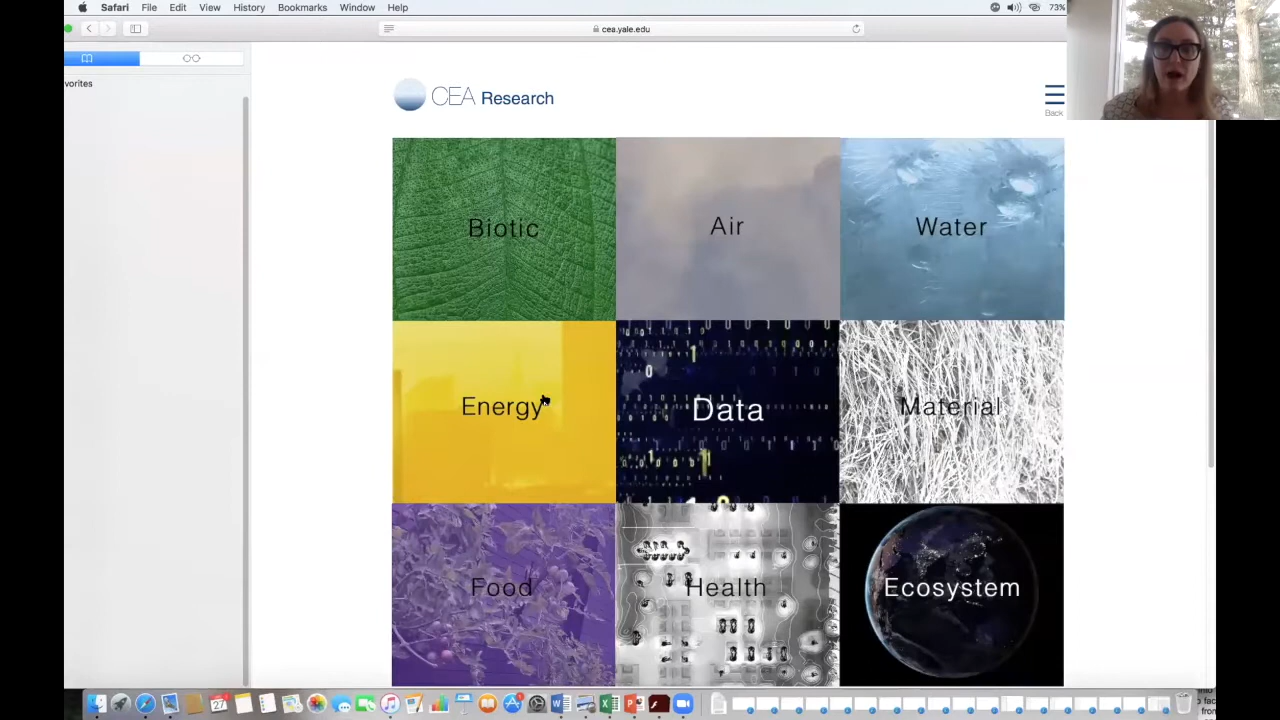 Safari File Edit View History Bookmarks Window Help 73%
cea.yale.edu
vorites
CEA Research
Back
Biotic Air Water
Energy Data Material
Food Health Ecosystem
27